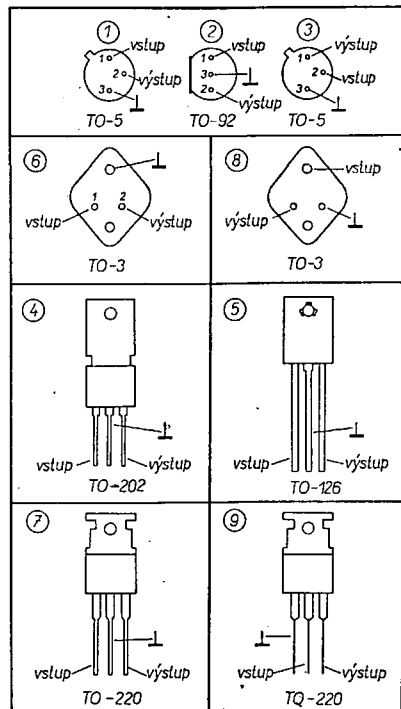 1 2 3
1 vstup
2 výstup
3
TO-5
1 vstup
3
2 výstup
TO-92
1 výstup
2 vstup
3
TO-5
6 8
1 2
vstup výstup
TO-3
vstup
výstup
TO-3
4 5
vstup výstup
TO-202
vstup výstup
TO-126
7 9
vstup výstup
TO-220
vstup výstup
TO-220